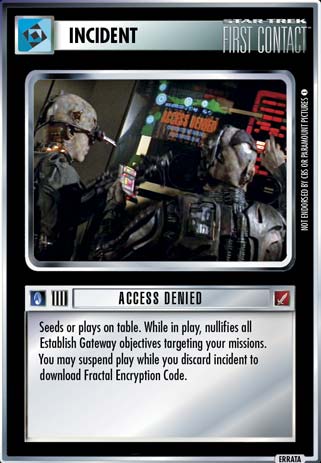 INCIDENT
STAR TREK
FIRST CONTACT
ACCESS DENIED
NOT ENDORSED BY CBS OR PARAMOUNT PICTURES
ACCESS DENIED
Seeds or plays on table. While in play, nullifies all
Establish Gateway objectives targeting your missions.
You may suspend play while you discard incident to
download Fractal Encryption Code.
ERRATA